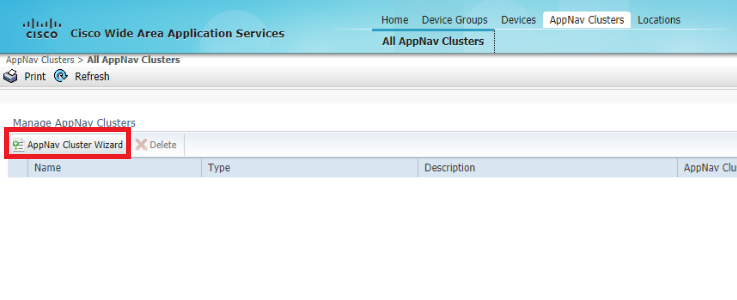 Home Device Groups Devices AppNav Clusters Locations
CISCO Cisco Wide Area Application Services
All AppNav Clusters
AppNav Clusters > All AppNav Clusters
Print Refresh
Manage AppNav Clusters
AppNav Cluster Wizard Delete
Name Type Description AppNav Clu